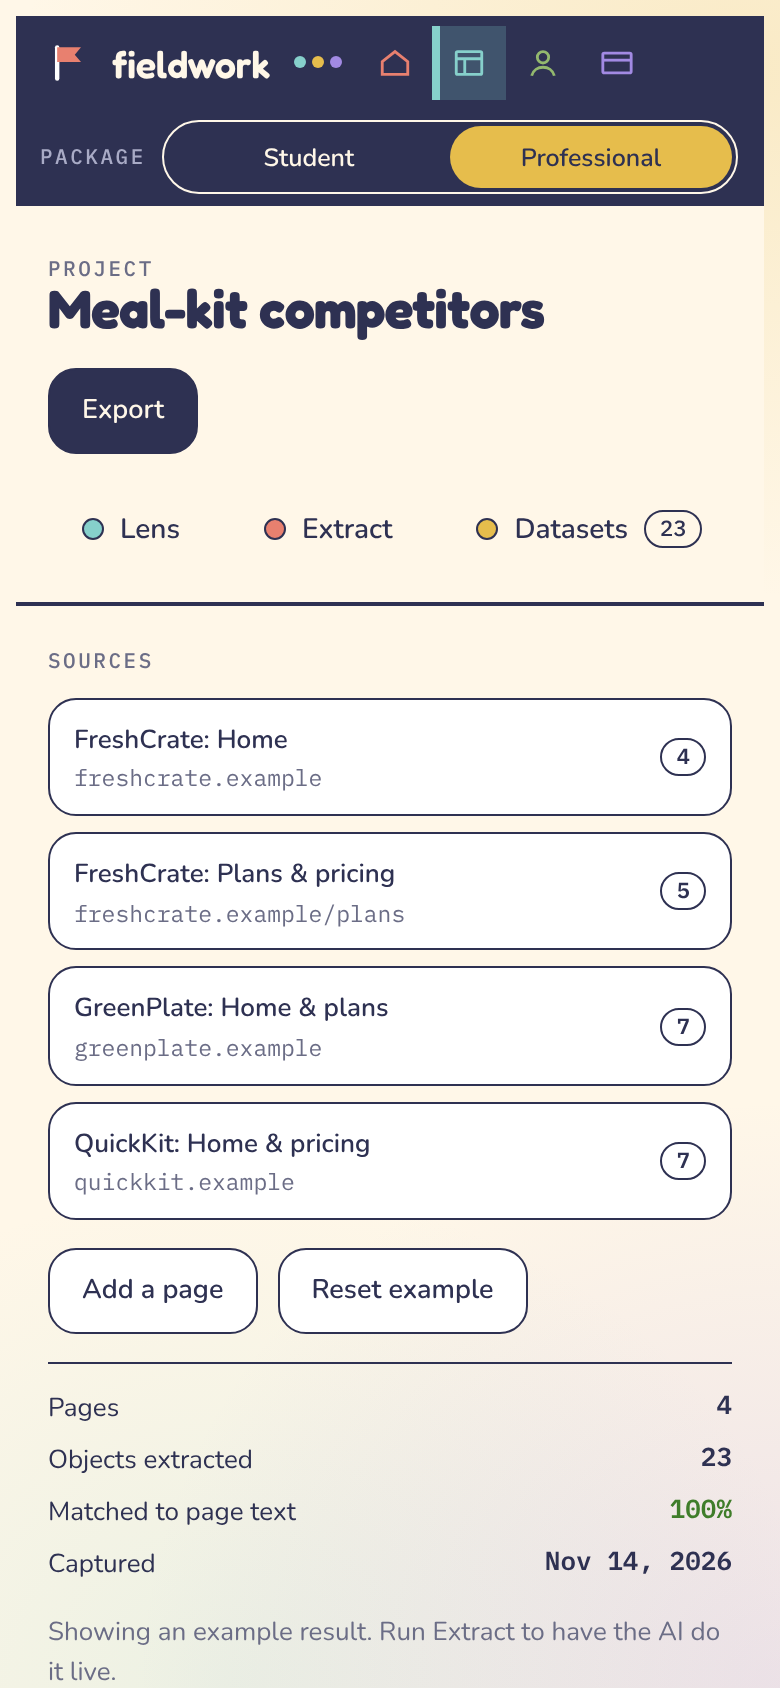 fieldwork
PACKAGE
Student
Professional
PROJECT
Meal-kit competitors
Export
Lens
Extract
Datasets 23
SOURCES
FreshCrate: Home
freshcrate.example
4
FreshCrate: Plans & pricing
freshcrate.example/plans
5
GreenPlate: Home & plans
greenplate.example
7
QuickKit: Home & pricing
quickkit.example
7
Add a page
Reset example
Pages 4
Objects extracted 23
Matched to page text 100%
Captured Nov 14, 2026
Showing an example result. Run Extract to have the AI do
it live.